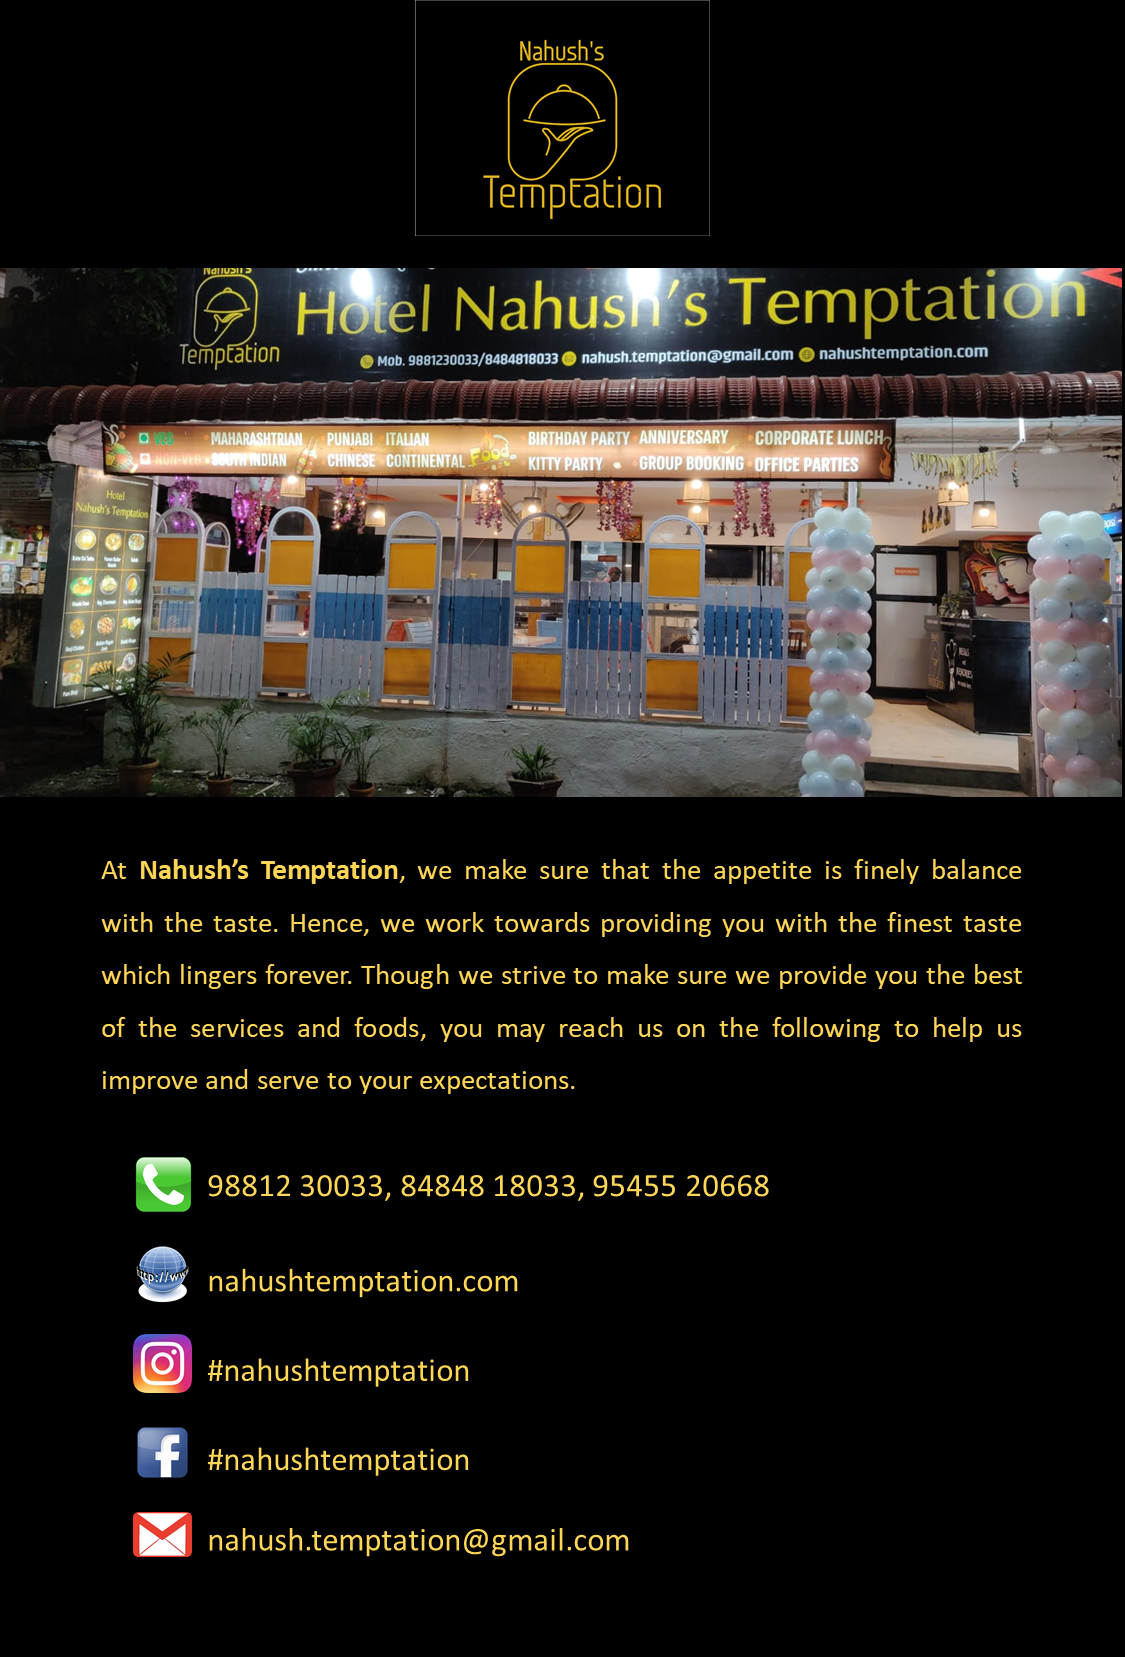 Nahush's
Temptation
Nahush's
Temptation
Hotel Nahush's Temptation
Mob. 9881230033/8484818033 nahush.temptation@gmail.com nahushtemptation.com
VEG MAHARASHTRIAN PUNJABI ITALIAN BIRTHDAY PARTY ANNIVERSARY CORPORATE LUNCH
NON-VEG SOUTH INDIAN CHINESE CONTINENTAL Food KITTY PARTY GROUP BOOKING OFFICE PARTIES
Hotel
Nahush's Temptation
At Nahush’s Temptation, we make sure that the appetite is finely balance
with the taste. Hence, we work towards providing you with the finest taste
which lingers forever. Though we strive to make sure we provide you the best
of the services and foods, you may reach us on the following to help us
improve and serve to your expectations.
98812 30033, 84848 18033, 95455 20668
http://ww
nahushtemptation.com
#nahushtemptation
#nahushtemptation
nahush.temptation@gmail.com